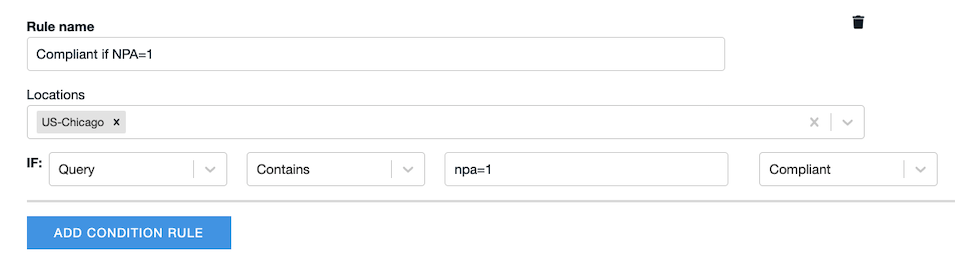 Rule name
Compliant if NPA=1
Locations
US-Chicago x
IF: Query Contains npa=1 Compliant
ADD CONDITION RULE